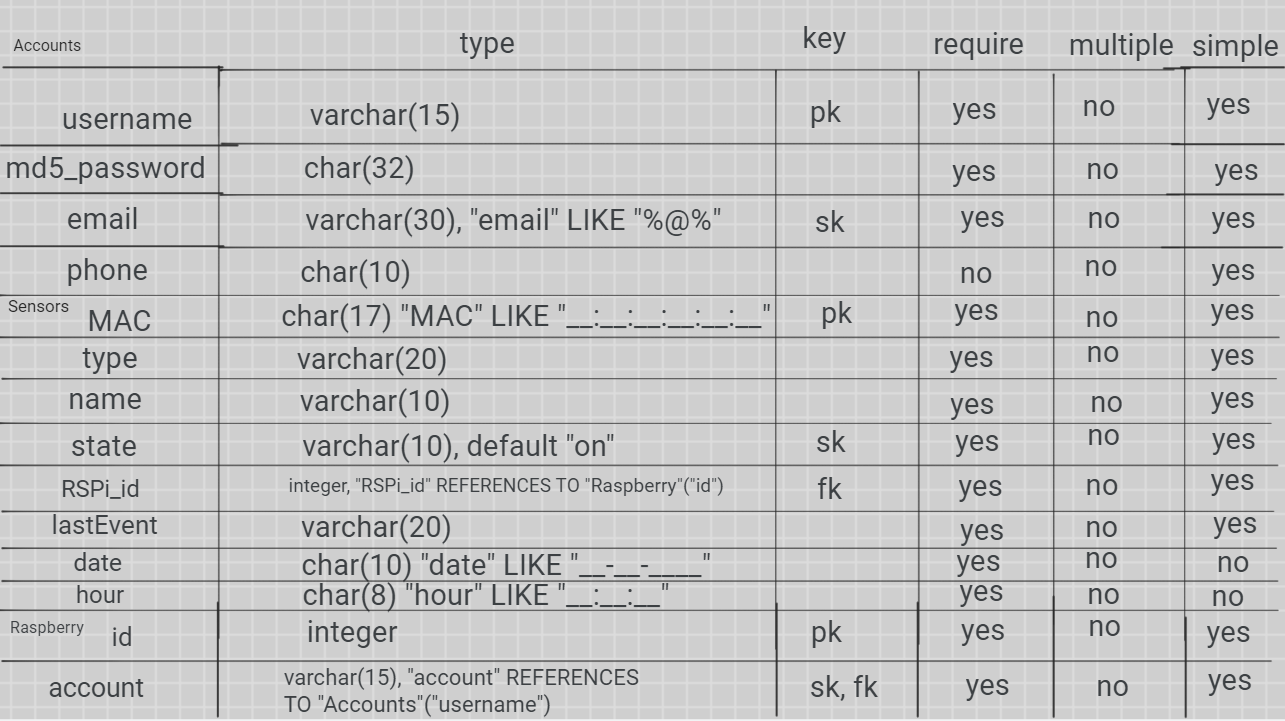 Accounts type key require multiple simple
username varchar(15) pk yes no yes
md5_password char(32) yes no yes
email varchar(30), "email" LIKE "%@%" sk yes no yes
phone char(10) no no yes
Sensors MAC char(17) "MAC" LIKE "__:__:__:__:__:__" pk yes no yes
type varchar(20) yes no yes
name varchar(10) yes no yes
state varchar(10), default "on" sk yes no yes
RSPi_id integer, "RSPi_id" REFERENCES TO "Raspberry"("id") fk yes no yes
lastEvent varchar(20) yes no yes
date char(10) "date" LIKE "__-__-____" yes no no
hour char(8) "hour" LIKE "__:__:__" yes no no
Raspberry id integer pk yes no yes
account varchar(15), "account" REFERENCES
TO "Accounts"("username") sk, fk yes no yes